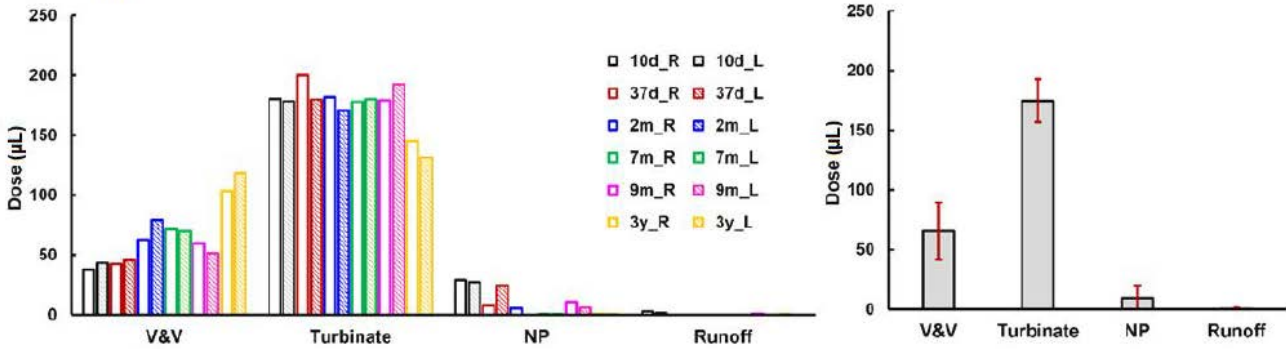 250
200
150
100
50
0
Dose (µL)
V&V Turbinate NP Runoff
10d_R 10d_L
37d_R 37d_L
2m_R 2m_L
7m_R 7m_L
9m_R 9m_L
3y_R 3y_L
250
200
150
100
50
0
Dose (µL)
V&V Turbinate NP Runoff